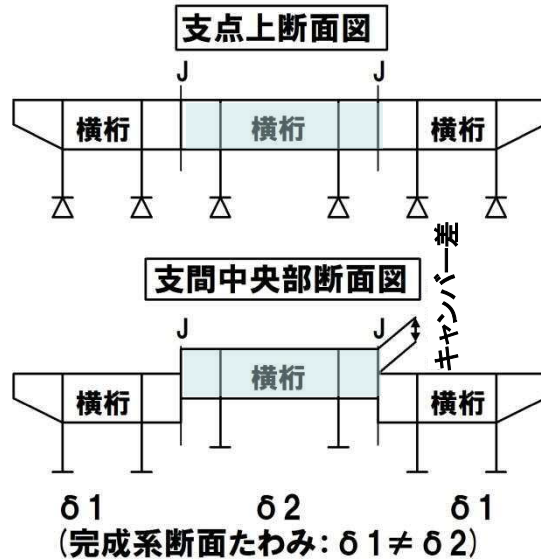 支点上断面図
J J
横桁 横桁 横桁
支間中央部断面図
キャンバー差
J J
横桁
横桁 横桁
δ1 δ2 δ1
(完成系断面たわみ：δ1≠δ2)